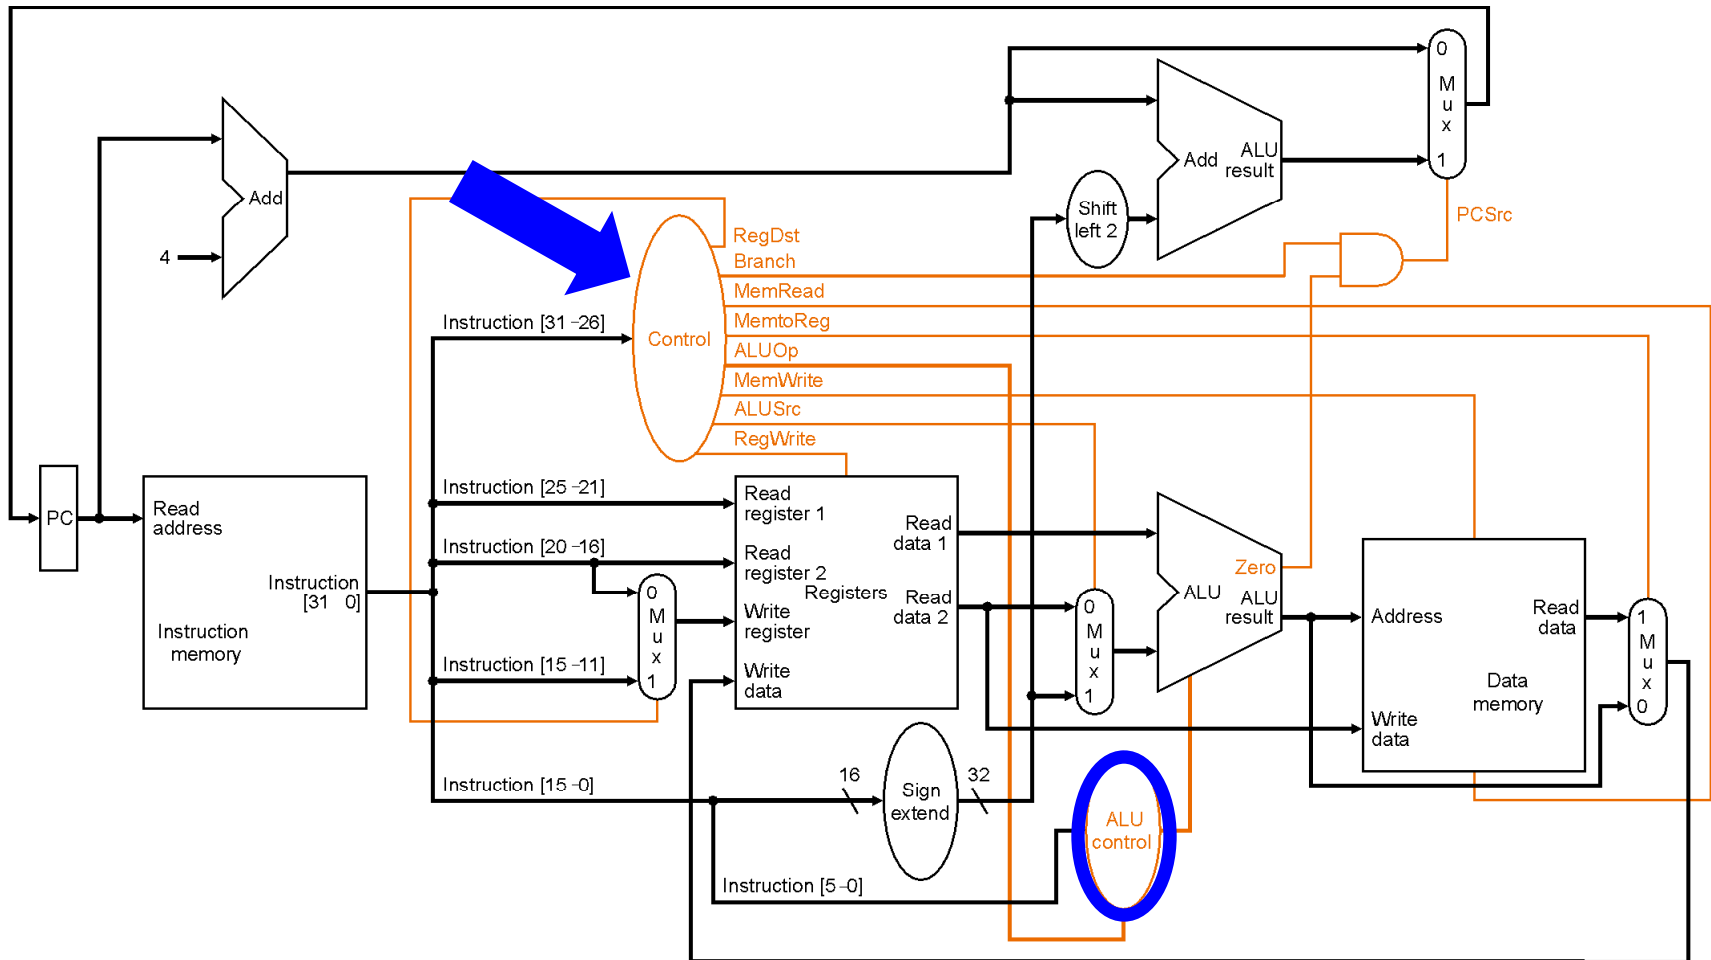 0
M
u
x
1
Add
ALU
result
Add
Shift
left 2
PCSrc
4
RegDst
Branch
MemRead
MemtoReg
ALUOp
MemWrite
ALUSrc
RegWrite
Control
Instruction [31–26]
Instruction [25–21]
Instruction [20–16]
Instruction [15–11]
Instruction [15–0]
Instruction [5–0]
PC
Read
address
Instruction
[31 0]
Instruction
memory
0
M
u
x
1
Read
register 1
Read
register 2
Registers
Write
register
Write
data
Read
data 1
Read
data 2
0
M
u
x
1
Zero
ALU
ALU
result
Address
Read
data
Data
memory
Write
data
1
M
u
x
0
16
Sign
extend
32
ALU
control